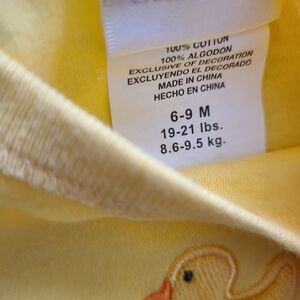 100% COTTON
100% ALGODON
EXCLUSIVE OF DECORATION
EXCLUYENDO EL DECORADO
MADE IN CHINA
HECHO EN CHINA
6-9 M
19-21 lbs.
8.6-9.5 kg.